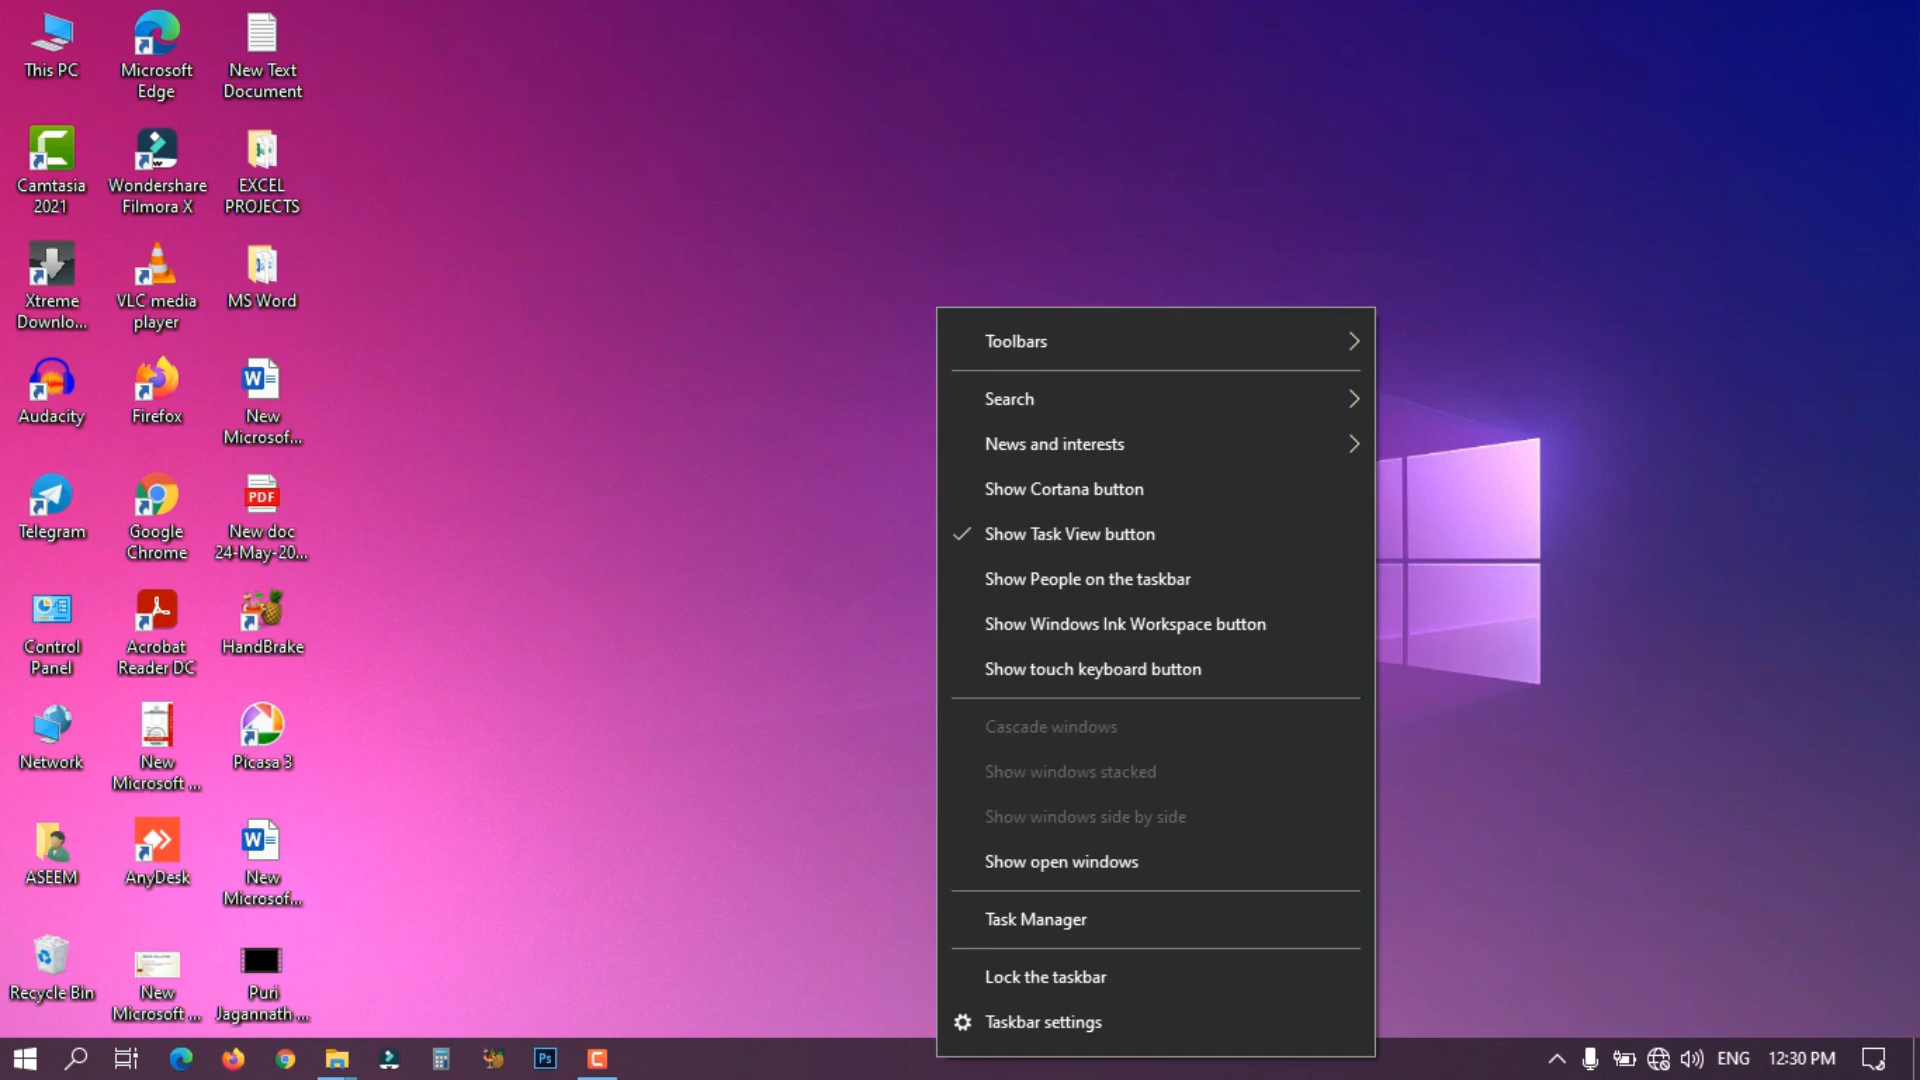 This PC
Microsoft
Edge
New Text
Document
Camtasia
2021
Wondershare
Filmora X
EXCEL
PROJECTS
Xtreme
Downlo...
VLC media
player
MS Word
Audacity
Firefox
New
Microsof...
Telegram
Google
Chrome
PDF
New doc
24-May-20...
Control
Panel
Acrobat
Reader DC
HandBrake
Network
New
Microsoft ...
Picasa 3
ASEEM
AnyDesk
New
Microsof...
Recycle Bin
New
Microsoft ...
Puri
Jagannath ...
Toolbars
Search
News and interests
Show Cortana button
Show Task View button
Show People on the taskbar
Show Windows Ink Workspace button
Show touch keyboard button
Cascade windows
Show windows stacked
Show windows side by side
Show open windows
Task Manager
Lock the taskbar
Taskbar settings
Ps
ENG
12:30 PM